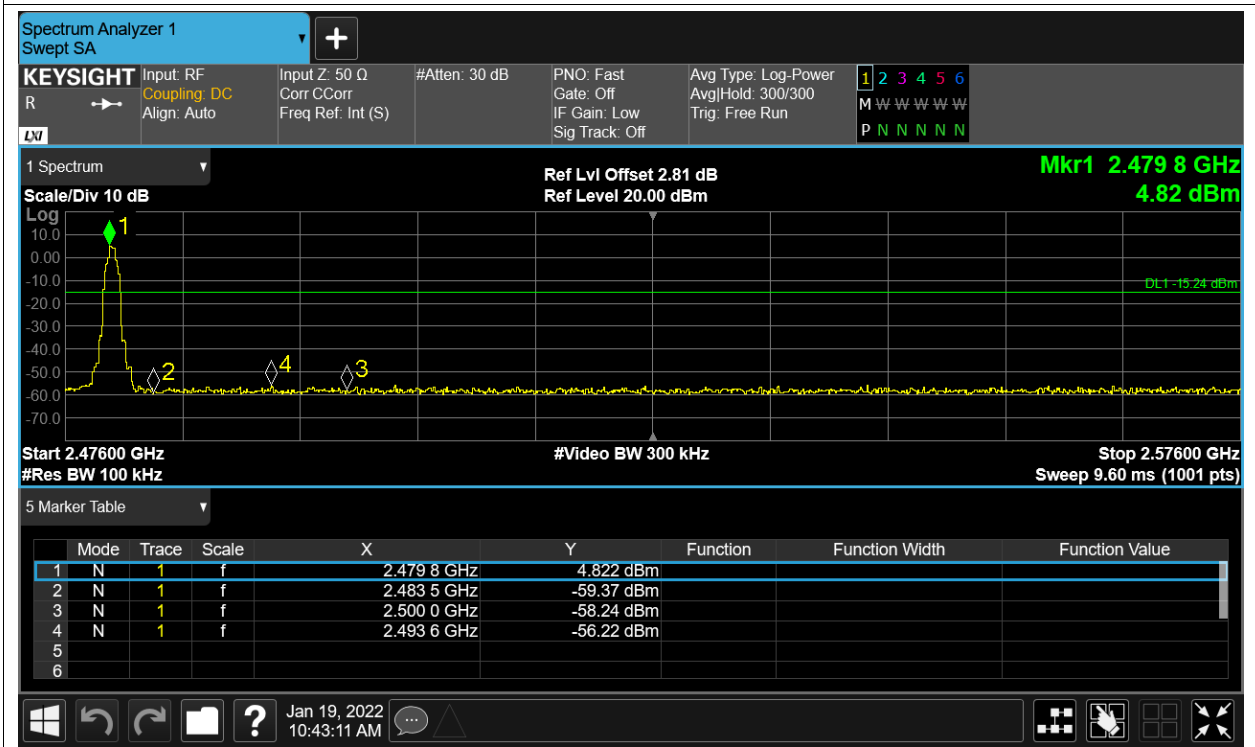 Spectrum Analyzer 1
Swept SA
KEYSIGHT
R
LXI
Input: RF
Coupling: DC
Align: Auto
Input Z: 50 Ω
Corr CCorr
Freq Ref: Int (S)
#Atten: 30 dB
PNO: Fast
Gate: Off
IF Gain: Low
Sig Track: Off
Avg Type: Log-Power
Avg|Hold: 300/300
Trig: Free Run
1 2 3 4 5 6
M W W W W W
P N N N N N
1 Spectrum
Scale/Div 10 dB
Ref Lvl Offset 2.81 dB
Ref Level 20.00 dBm
Mkr1 2.479 8 GHz
4.82 dBm
Log
10.0
0.00
-10.0
-20.0
-30.0
-40.0
-50.0
-60.0
-70.0
1
2
4
3
DL1 -15.24 dBm
Start 2.47600 GHz
#Res BW 100 kHz
#Video BW 300 kHz
Stop 2.57600 GHz
Sweep 9.60 ms (1001 pts)
5 Marker Table
Mode Trace Scale X Y Function Function Width Function Value
1 N 1 f 2.479 8 GHz 4.822 dBm
2 N 1 f 2.483 5 GHz -59.37 dBm
3 N 1 f 2.500 0 GHz -58.24 dBm
4 N 1 f 2.493 6 GHz -56.22 dBm
5
6
?
Jan 19, 2022
10:43:11 AM